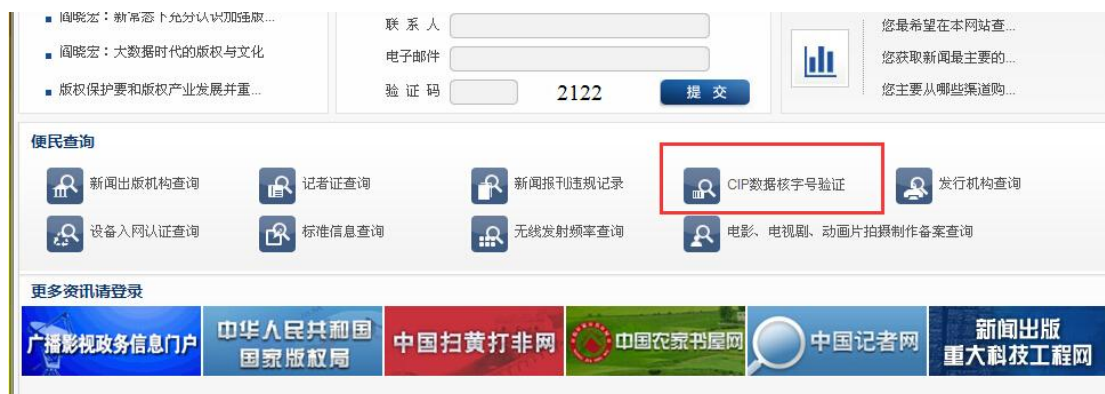 阎晓宏：新常态下充分认识加强版...
阎晓宏：大数据时代的版权与文化
版权保护要和版权产业发展并重...
联 系 人
电子邮件
验 证 码
2122
提 交
您最希望在本网站查...
您获取新闻最主要的...
您主要从哪些渠道购...
便民查询
新闻出版机构查询
记者证查询
新闻报刊违规记录
CIP数据核字号验证
发行机构查询
设备入网认证查询
标准信息查询
无线发射频率查询
电影、电视剧、动画片拍摄制作备案查询
更多资讯请登录
广播影视政务信息门户
中华人民共和国
国家版权局
中国扫黄打非网
中国农家书屋网
中国记者网
新闻出版
重大科技工程网